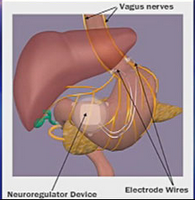 Vagus nerves
Neuroregulator Device
Electrode Wires